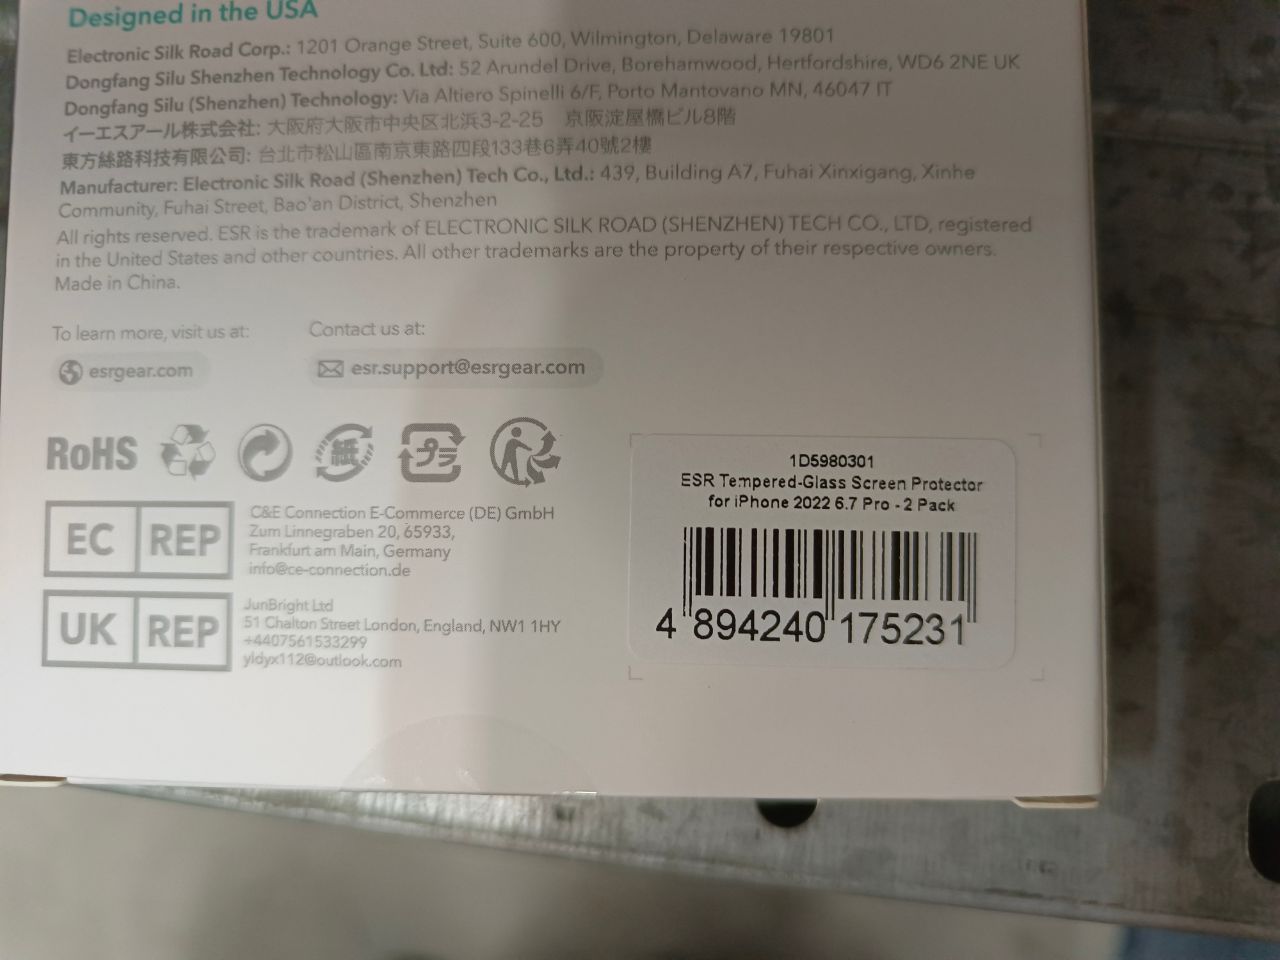 Designed in the USA
Electronic Silk Road Corp.: 1201 Orange Street, Suite 600, Wilmington, Delaware 19801
Dongfang Silu Shenzhen Technology Co. Ltd: 52 Arundel Drive, Borehamwood, Hertfordshire, WD6 2NE UK
Dongfang Silu (Shenzhen) Technology: Via Altiero Spinelli 6/F, Porto Mantovano MN, 46047 IT
イーエスアール株式会社: 大阪府大阪市中央区北浜3-2-25 京阪淀屋橋ビル8階
東方絲路科技有限公司: 台北市松山區南京東路四段133巷6弄40號2樓
Manufacturer: Electronic Silk Road (Shenzhen) Tech Co., Ltd.: 439, Building A7, Fuhai Xinxigang, Xinhe
Community, Fuhai Street, Bao'an District, Shenzhen
All rights reserved. ESR is the trademark of ELECTRONIC SILK ROAD (SHENZHEN) TECH CO., LTD, registered
in the United States and other countries. All other trademarks are the property of their respective owners.
Made in China.
To learn more, visit us at:
esrgear.com
Contact us at:
esr.support@esrgear.com
RoHS
紙
プラ
EC REP
C&E Connection E-Commerce (DE) GmbH
Zum Linnegraben 20, 65933,
Frankfurt am Main, Germany
info@ce-connection.de
UK REP
JunBright Ltd
51 Chalton Street London, England, NW1 1HY
+4407561533299
yldyx112@outlook.com
1D5980301
ESR Tempered-Glass Screen Protector
for iPhone 2022 6.7 Pro - 2 Pack
4 894240 175231